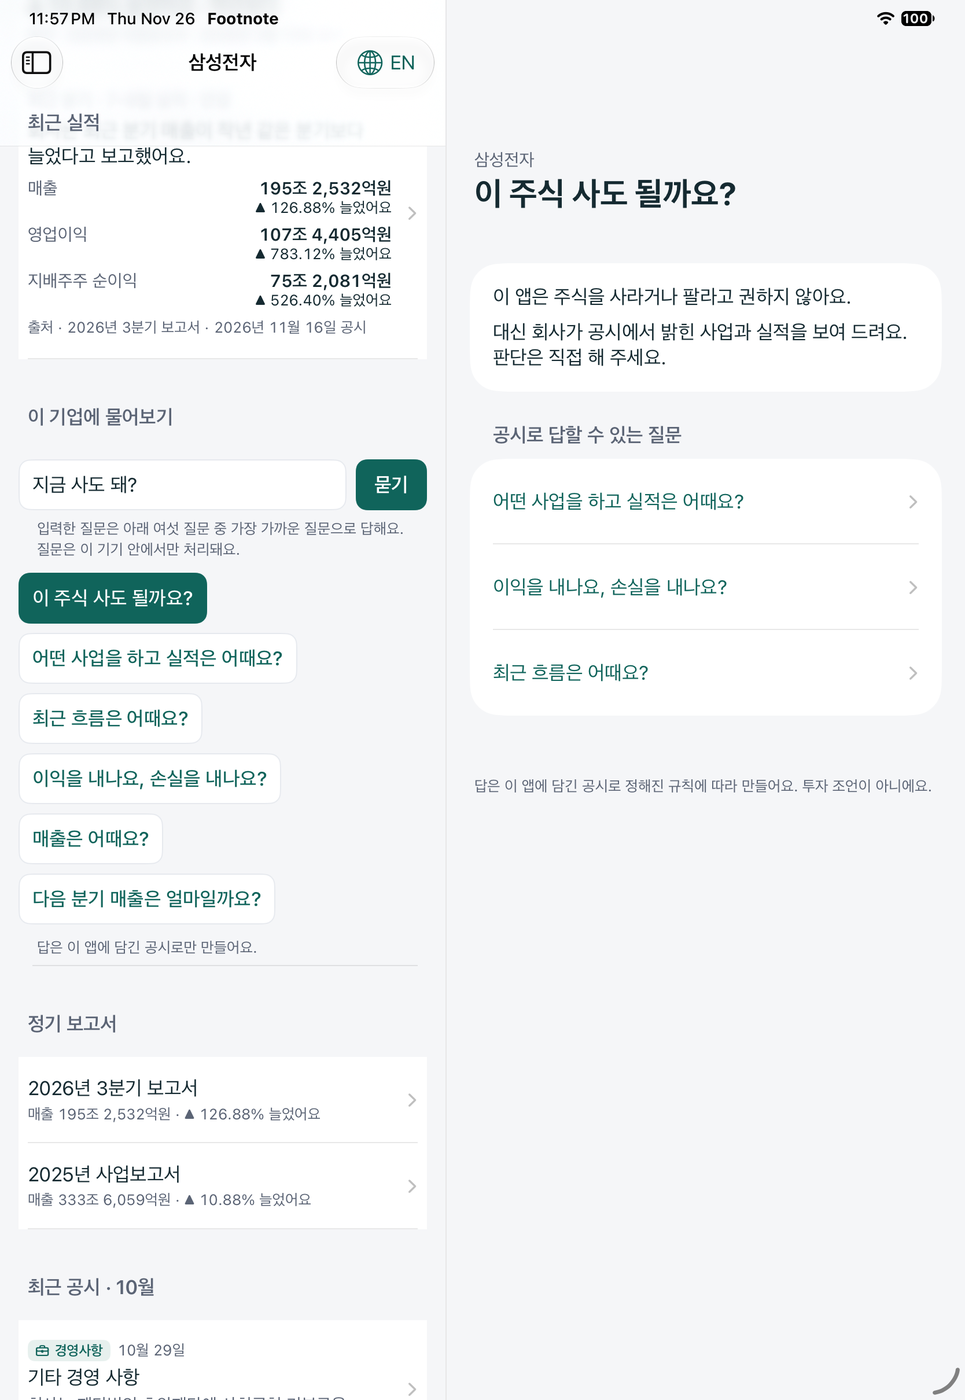 11:57 PM Thu Nov 26 Footnote
100
삼성전자
EN
최근 실적
늘었다고 보고했어요.
매출
195조 2,532억원
▲ 126.88% 늘었어요
영업이익
107조 4,405억원
▲ 783.12% 늘었어요
지배주주 순이익
75조 2,081억원
▲ 526.40% 늘었어요
출처 · 2026년 3분기 보고서 · 2026년 11월 16일 공시
이 기업에 물어보기
지금 사도 돼?
묻기
입력한 질문은 아래 여섯 질문 중 가장 가까운 질문으로 답해요.
질문은 이 기기 안에서만 처리돼요.
이 주식 사도 될까요?
어떤 사업을 하고 실적은 어때요?
최근 흐름은 어때요?
이익을 내나요, 손실을 내나요?
매출은 어때요?
다음 분기 매출은 얼마일까요?
답은 이 앱에 담긴 공시로만 만들어요.
정기 보고서
2026년 3분기 보고서
매출 195조 2,532억원 · ▲ 126.88% 늘었어요
2025년 사업보고서
매출 333조 6,059억원 · ▲ 10.88% 늘었어요
최근 공시 · 10월
경영사항 10월 29일
기타 경영 사항
삼성전자
이 주식 사도 될까요?
이 앱은 주식을 사라거나 팔라고 권하지 않아요.
대신 회사가 공시에서 밝힌 사업과 실적을 보여 드려요.
판단은 직접 해 주세요.
공시로 답할 수 있는 질문
어떤 사업을 하고 실적은 어때요?
이익을 내나요, 손실을 내나요?
최근 흐름은 어때요?
답은 이 앱에 담긴 공시로 정해진 규칙에 따라 만들어요. 투자 조언이 아니에요.